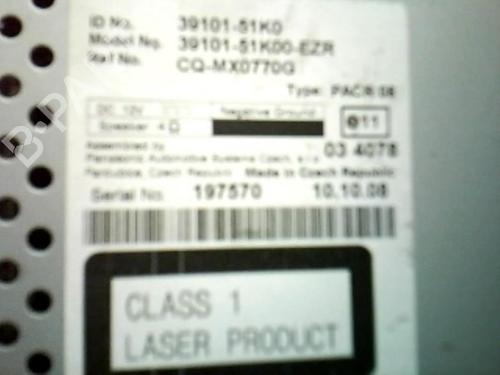 ID No. 39101-51K0
Model No. 39101-51K00-EZR
Set No. CQ-MX0770G
Type: PACR 08
DC 12V Negative Ground
Speaker 4Ω
e11
Assembled by 03 4078
Panasonic Automotive Systems Czech, s.r.o.
Pardubice, Czech Republic Made in Czech Republic
Serial No. 197570 10.10.08
CLASS 1
LASER PRODUCT